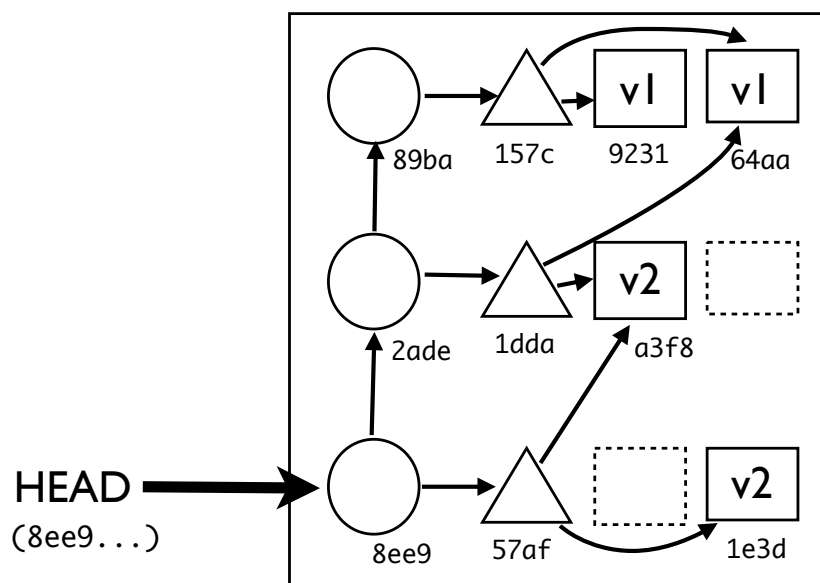 v1 v1
89ba 157c 9231 64aa
v2
2ade 1dda a3f8
HEAD v2
(8ee9...) 8ee9 57af 1e3d